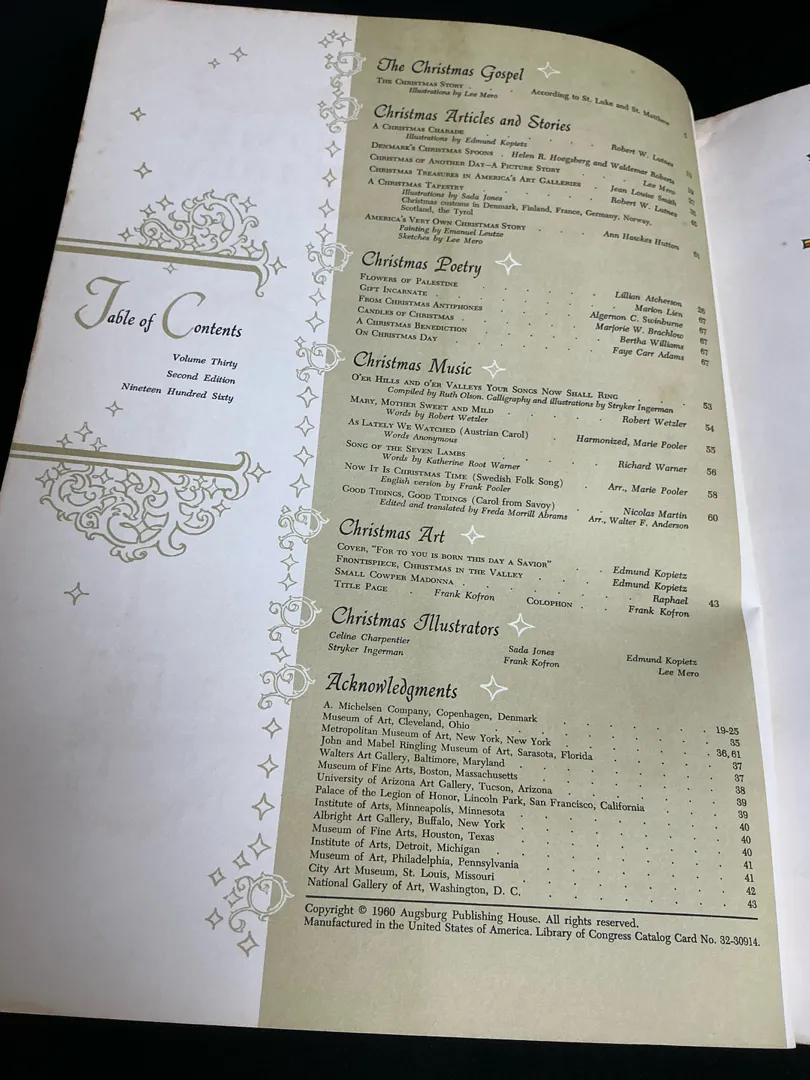 Table of Contents
Volume Thirty
Second Edition
Nineteen Hundred Sixty
The Christmas Gospel
The Christmas Story . . . According to St. Luke and St. Matthew
Illustrations by Lee Mero
Christmas Articles and Stories
A Christmas Charade . . . . . Robert W. Lutnes
Illustrations by Edmund Kopietz
Denmark's Christmas Spoons . Helen R. Hoegsberg and Waldemar Roberts
Christmas of Another Day—A Picture Story . . . Lee Mero
Christmas Treasures in America's Art Galleries . Jean Louise Smith
A Christmas Tapestry . . . . . Robert W. Lutnes
Illustrations by Sada Jones
Christmas customs in Denmark, Finland, France, Germany, Norway,
Scotland, the Tyrol
America's Very Own Christmas Story . . . Ann Hawkes Hutton
Painting by Emanuel Leutze
Sketches by Lee Mero
Christmas Poetry
Flowers of Palestine . . . . . Lillian Atcherson 26
Gift Incarnate . . . . . Marion Lien 67
From Christmas Antiphones . . . Algernon C. Swinburne 67
Candles of Christmas . . . . Marjorie W. Brachlow 67
A Christmas Benediction . . . . Bertha Williams 67
On Christmas Day . . . . . Faye Carr Adams 67
Christmas Music
O'er Hills and o'er Valleys Your Songs Now Shall Ring . . . 53
Compiled by Ruth Olson. Calligraphy and illustrations by Stryker Ingerman
Mary, Mother Sweet and Mild . . . . Robert Wetzler 54
Words by Robert Wetzler
As Lately We Watched (Austrian Carol) . Harmonized, Marie Pooler 55
Words Anonymous
Song of the Seven Lambs . . . . . Richard Warner 56
Words by Katherine Root Warner
Now It Is Christmas Time (Swedish Folk Song) . . Arr., Marie Pooler 58
English version by Frank Pooler
Good Tidings, Good Tidings (Carol from Savoy) . Nicolas Martin 60
Edited and translated by Freda Morrill Abrams Arr., Walter F. Anderson
Christmas Art
Cover, "For to you is born this day a Savior" . . Edmund Kopietz
Frontispiece, Christmas in the Valley . . . . Edmund Kopietz
Small Cowper Madonna . . . . . . Raphael 43
Title Page . Frank Kofron Colophon . . Frank Kofron
Christmas Illustrators
Celine Charpentier Sada Jones Edmund Kopietz
Stryker Ingerman Frank Kofron Lee Mero
Acknowledgments
A. Michelsen Company, Copenhagen, Denmark . . . . . 19-25
Museum of Art, Cleveland, Ohio . . . . . . 35
Metropolitan Museum of Art, New York, New York . . . . 36, 61
John and Mabel Ringling Museum of Art, Sarasota, Florida . . . 37
Walters Art Gallery, Baltimore, Maryland . . . . . 37
Museum of Fine Arts, Boston, Massachusetts . . . . . 38
University of Arizona Art Gallery, Tucson, Arizona . . . . 39
Palace of the Legion of Honor, Lincoln Park, San Francisco, California . . 39
Institute of Arts, Minneapolis, Minnesota . . . . . 40
Albright Art Gallery, Buffalo, New York . . . . . 40
Museum of Fine Arts, Houston, Texas . . . . . 40
Institute of Arts, Detroit, Michigan . . . . . 41
Museum of Art, Philadelphia, Pennsylvania . . . . . 41
City Art Museum, St. Louis, Missouri . . . . . 42
National Gallery of Art, Washington, D. C. . . . . . 43
Copyright © 1960 Augsburg Publishing House. All rights reserved.
Manufactured in the United States of America. Library of Congress Catalog Card No. 32-30914.